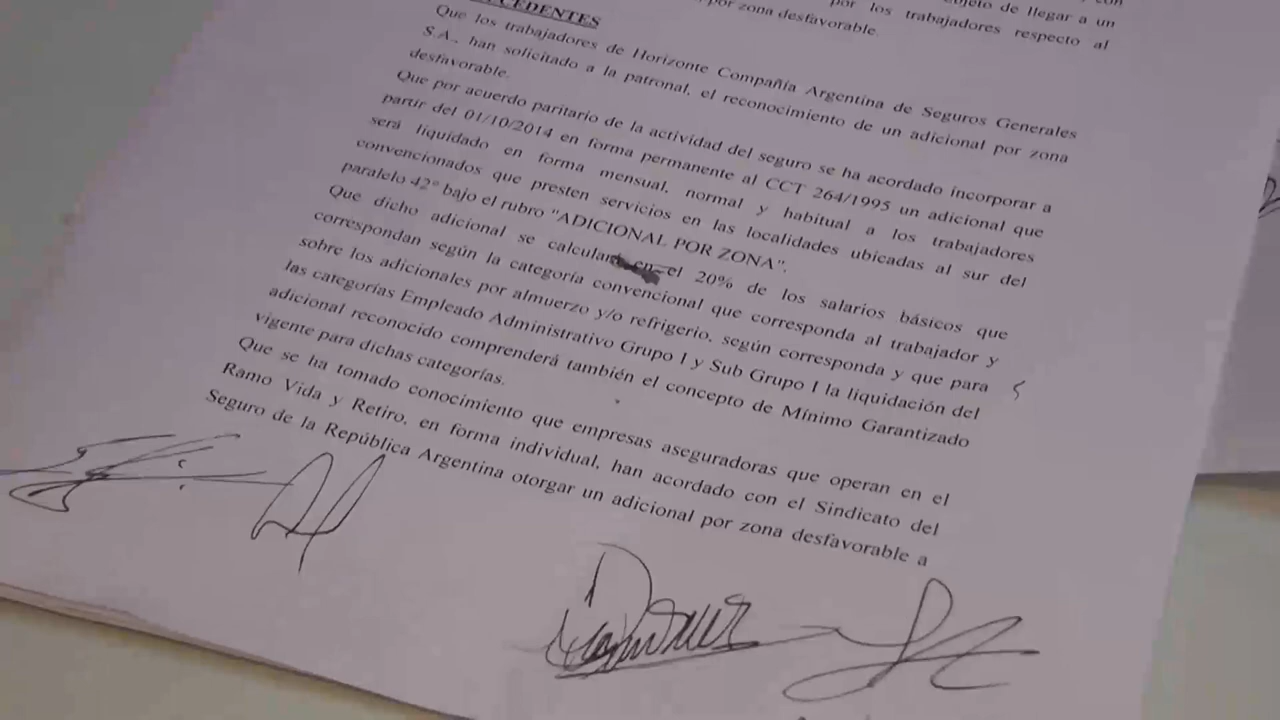 objeto de llegar a un
por los trabajadores respecto al
por zona desfavorable.
CEDENTES
Que los trabajadores de Horizonte Compañía Argentina de Seguros Generales
S.A., han solicitado a la patronal, el reconocimiento de un adicional por zona
desfavorable.
Que por acuerdo paritario de la actividad del seguro se ha acordado incorporar a
partir del 01/10/2014 en forma permanente al CCT 264/1995 un adicional que
será liquidado en forma mensual, normal y habitual a los trabajadores
convencionados que presten servicios en las localidades ubicadas al sur del
paralelo 42° bajo el rubro "ADICIONAL POR ZONA".
Que dicho adicional se calculará en el 20% de los salarios básicos que
correspondan según la categoría convencional que corresponda al trabajador y
sobre los adicionales por almuerzo y/o refrigerio, según corresponda y que para
las categorías Empleado Administrativo Grupo I y Sub Grupo I la liquidación del
adicional reconocido comprenderá también el concepto de Mínimo Garantizado
vigente para dichas categorías.
Que se ha tomado conocimiento que empresas aseguradoras que operan en el
Ramo Vida y Retiro, en forma individual, han acordado con el Sindicato del
Seguro de la República Argentina otorgar un adicional por zona desfavorable a